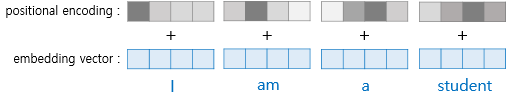 positional encoding :
+ + + +
embedding vector :
I am a student